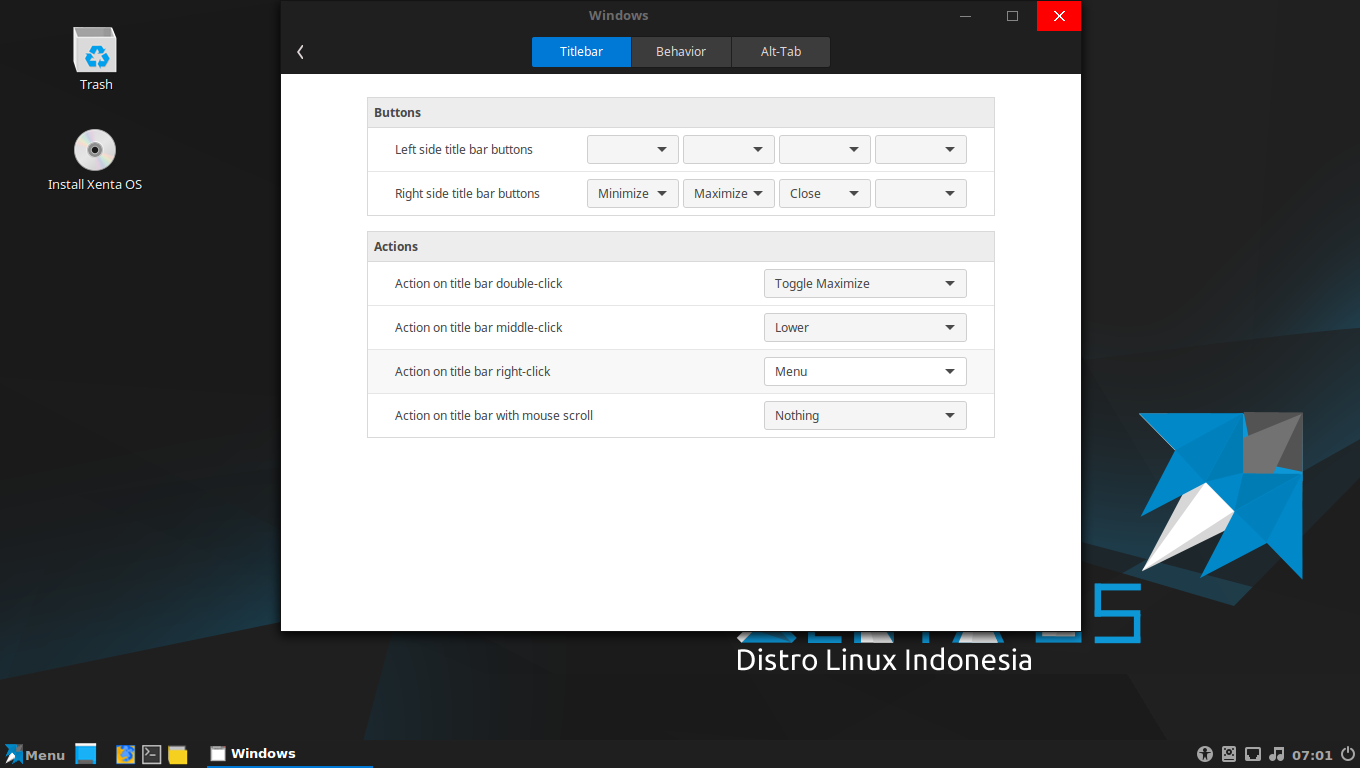 Windows
Titlebar Behavior Alt-Tab
Trash
Install Xenta OS
Buttons
Left side title bar buttons
Right side title bar buttons Minimize Maximize Close
Actions
Action on title bar double-click Toggle Maximize
Action on title bar middle-click Lower
Action on title bar right-click Menu
Action on title bar with mouse scroll Nothing
Distro Linux Indonesia
Menu Windows 07:01